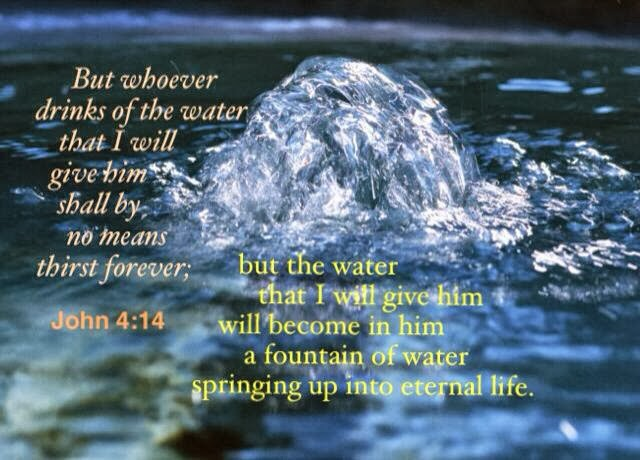 But whoever
drinks of the water
that I will
give him
shall by
no means
thirst forever;
John 4:14
but the water
that I will give him
will become in him
a fountain of water
springing up into eternal life.